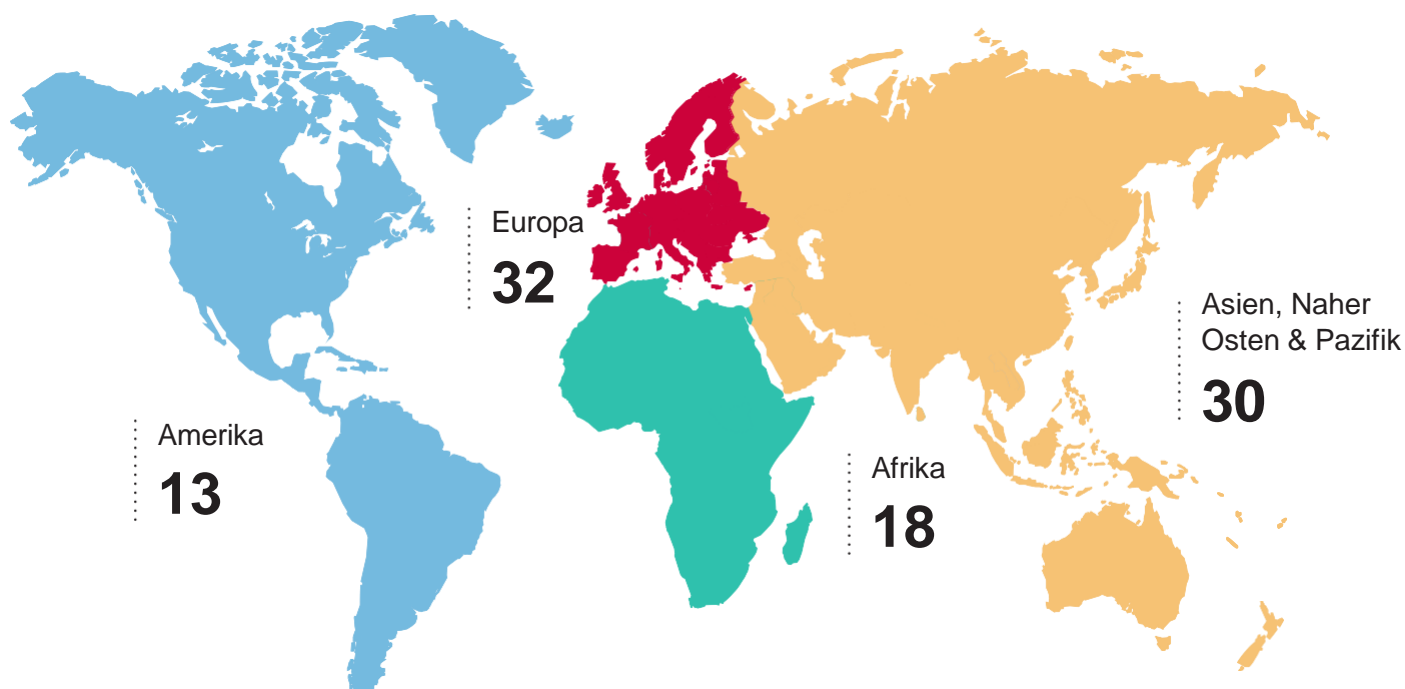 Europa
32
Asien, Naher
Osten & Pazifik
30
Amerika
13
Afrika
18